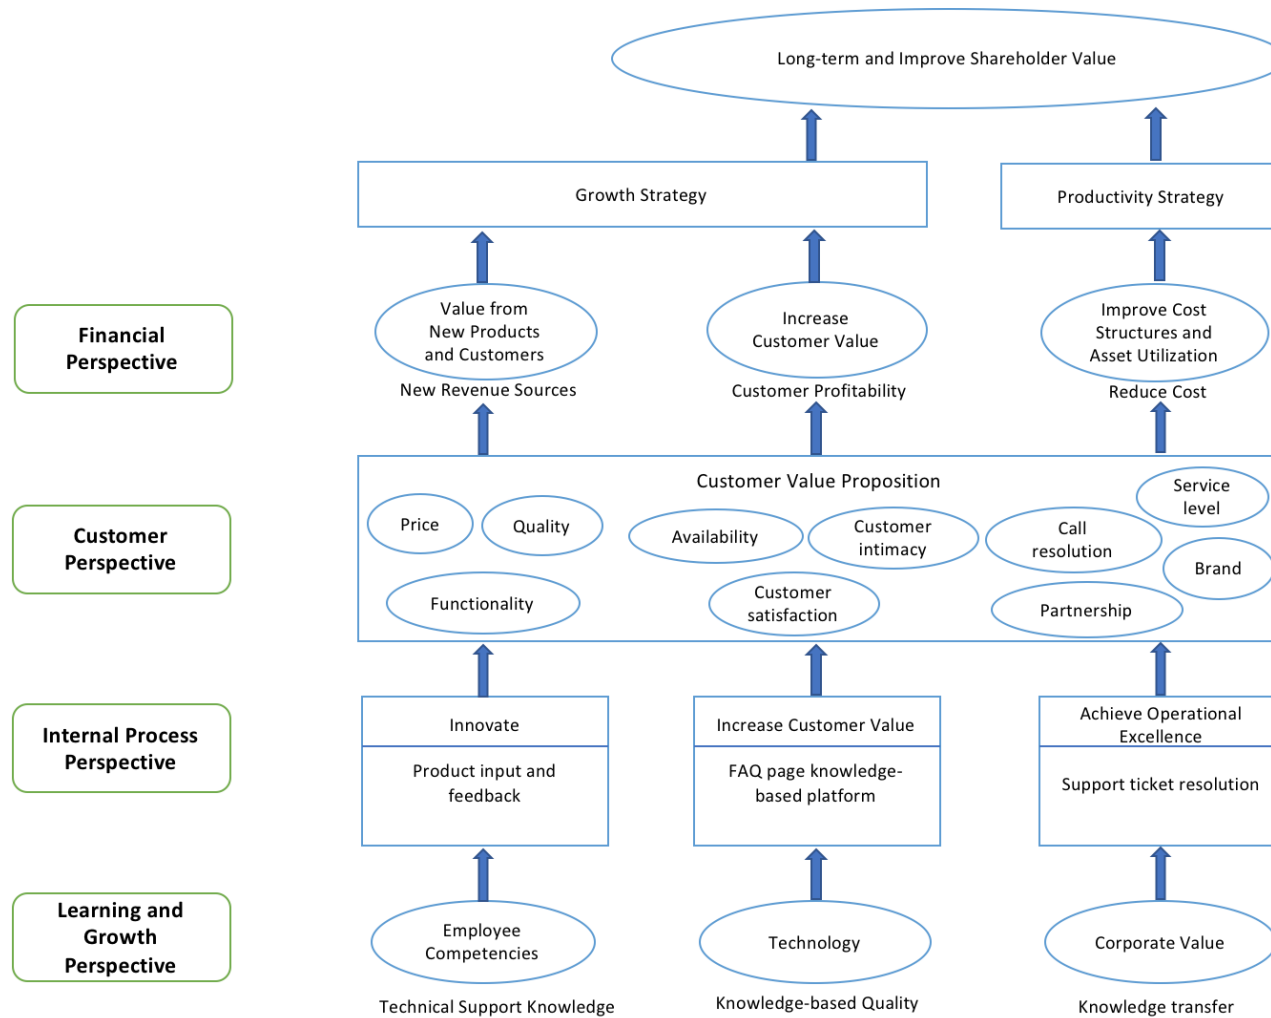 Long-term and Improve Shareholder Value
Growth Strategy
Productivity Strategy
Financial
Perspective
Value from
New Products
and Customers
New Revenue Sources
Increase
Customer Value
Customer Profitability
Improve Cost
Structures and
Asset Utilization
Reduce Cost
Customer
Perspective
Customer Value Proposition
Price
Quality
Functionality
Availability
Customer
intimacy
Customer
satisfaction
Call
resolution
Service
level
Brand
Partnership
Internal Process
Perspective
Innovate
Product input and
feedback
Increase Customer Value
FAQ page knowledge-
based platform
Achieve Operational
Excellence
Support ticket resolution
Learning and
Growth
Perspective
Employee
Competencies
Technical Support Knowledge
Technology
Knowledge-based Quality
Corporate Value
Knowledge transfer